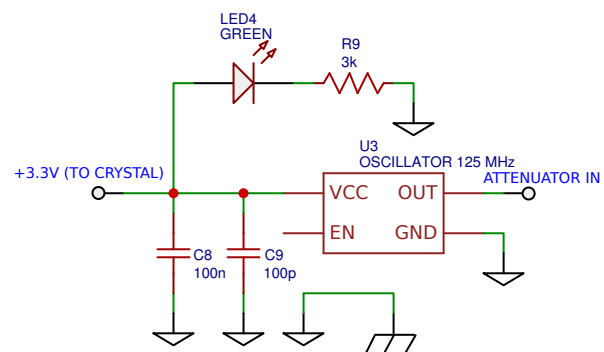 LED4
GREEN
R9
3k
U3
OSCILLATOR 125 MHz
+3.3V (TO CRYSTAL)
ATTENUATOR IN
VCC
OUT
EN
GND
C8
100n
C9
100p